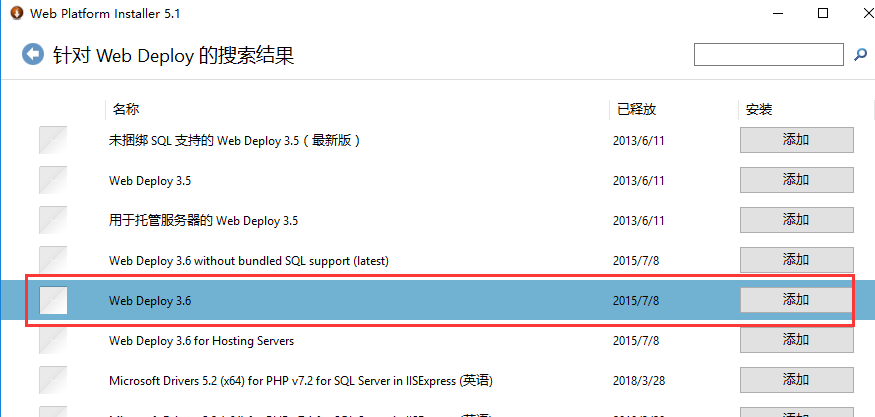 Web Platform Installer 5.1
针对 Web Deploy 的搜索结果
名称 已释放 安装
未捆绑 SQL 支持的 Web Deploy 3.5（最新版） 2013/6/11 添加
Web Deploy 3.5 2013/6/11 添加
用于托管服务器的 Web Deploy 3.5 2013/6/11 添加
Web Deploy 3.6 without bundled SQL support (latest) 2015/7/8 添加
Web Deploy 3.6 2015/7/8 添加
Web Deploy 3.6 for Hosting Servers 2015/7/8 添加
Microsoft Drivers 5.2 (x64) for PHP v7.2 for SQL Server in IISExpress (英语) 2018/3/28 添加